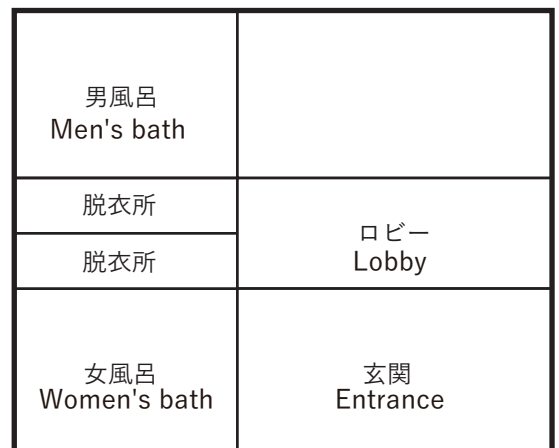 男風呂
Men's bath
脱衣所
脱衣所
ロビー
Lobby
女風呂
Women's bath
玄関
Entrance